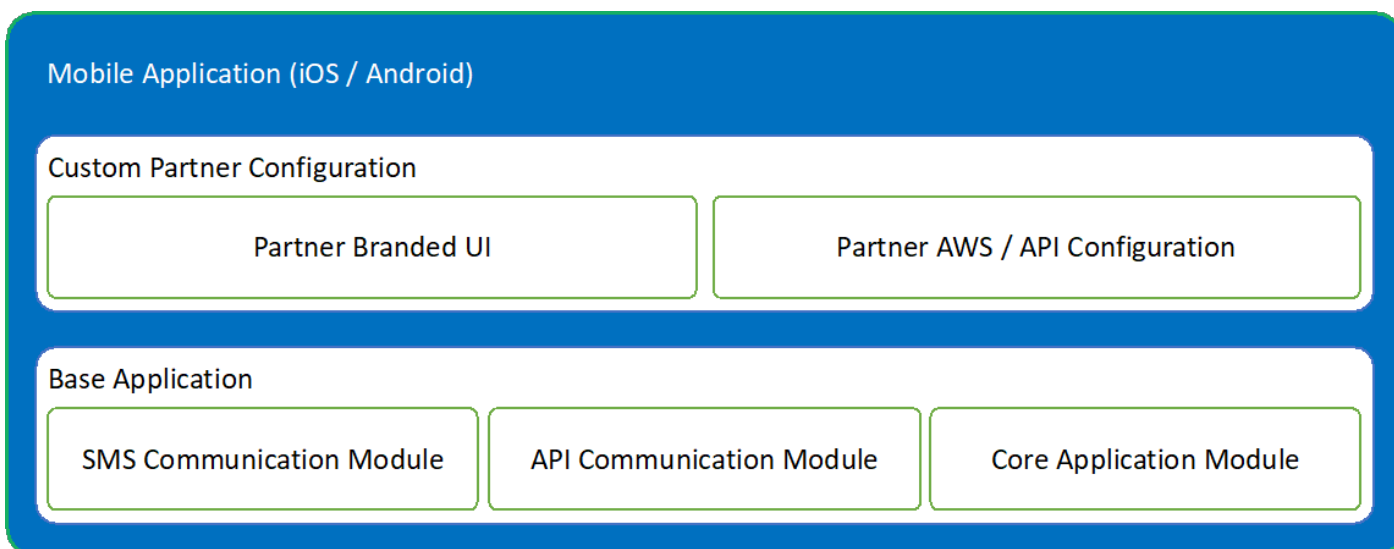 Mobile Application (iOS / Android)
Custom Partner Configuration
Partner Branded UI
Partner AWS / API Configuration
Base Application
SMS Communication Module
API Communication Module
Core Application Module